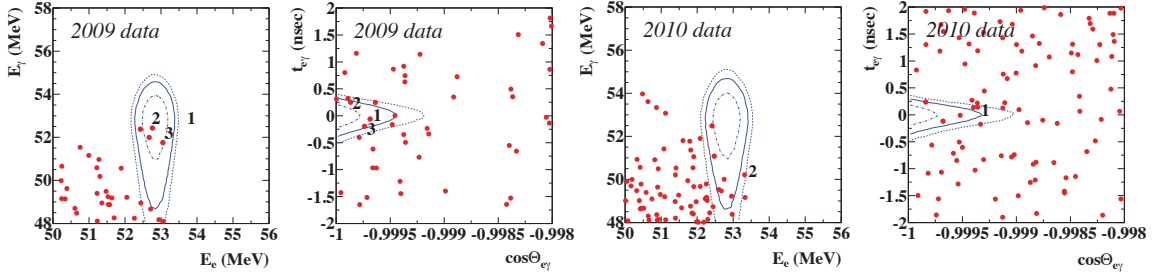 2009 data
E_γ (MeV)
58
56
54
52
50
48
1
2
3
50 51 52 53 54 55 56
E_e (MeV)
2009 data
t_eγ (nsec)
2
1.5
1
0.5
0
-0.5
-1
-1.5
-2
2
1
3
-1 -0.9995 -0.999 -0.9985 -0.998
cosΘ_eγ
2010 data
E_γ (MeV)
58
56
54
52
50
48
2
50 51 52 53 54 55 56
E_e (MeV)
2010 data
t_eγ (nsec)
2
1.5
1
0.5
0
-0.5
-1
-1.5
-2
1
-1 -0.9995 -0.999 -0.9985 -0.998
cosΘ_eγ